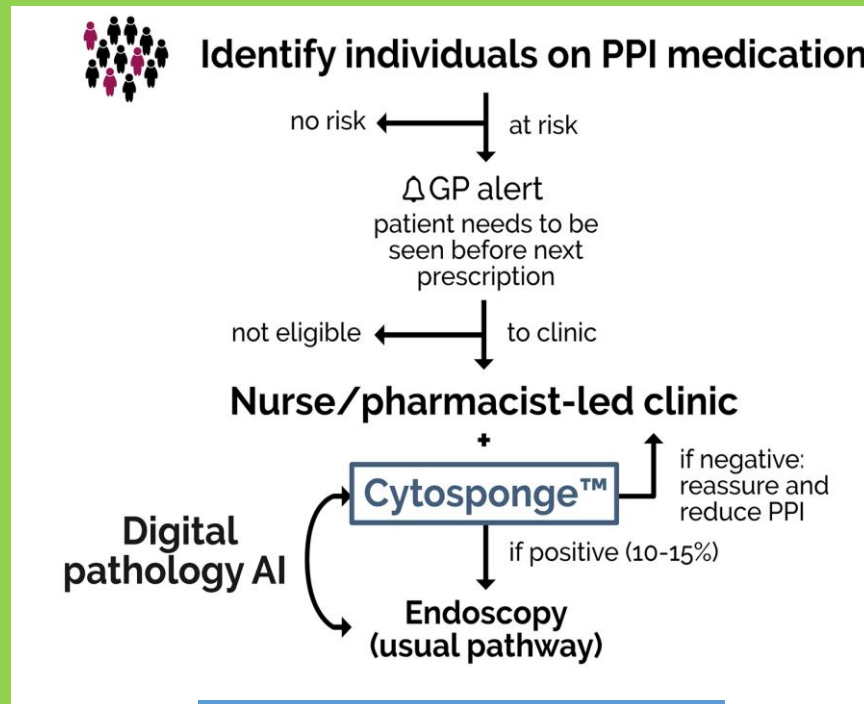 Identify individuals on PPI medication
no risk
at risk
GP alert
patient needs to be
seen before next
prescription
not eligible
to clinic
Nurse/pharmacist-led clinic
+
Cytosponge™
if negative:
reassure and
reduce PPI
Digital
pathology AI
if positive (10-15%)
Endoscopy
(usual pathway)